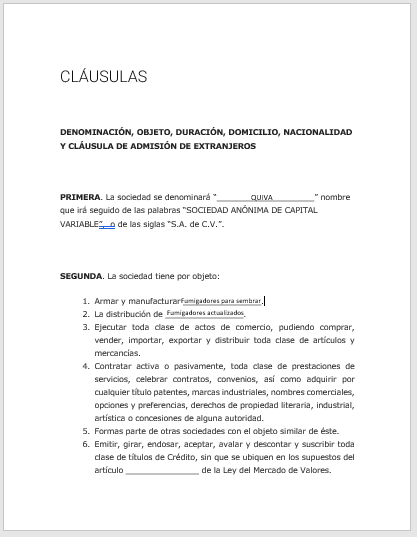 CLÁUSULAS
DENOMINACIÓN, OBJETO, DURACIÓN, DOMICILIO, NACIONALIDAD
Y CLÁUSULA DE ADMISIÓN DE EXTRANJEROS
PRIMERA. La sociedad se denominará “__________QUIVA____________” nombre
que irá seguido de las palabras “SOCIEDAD ANÓNIMA DE CAPITAL
VARIABLE”, o de las siglas “S.A. de C.V.”.
SEGUNDA. La sociedad tiene por objeto:
1. Armar y manufacturar Fumigadores para sembrar.
2. La distribución de Fumigadores actualizados.
3. Ejecutar toda clase de actos de comercio, pudiendo comprar,
vender, importar, exportar y distribuir toda clase de artículos y
mercancías.
4. Contratar activa o pasivamente, toda clase de prestaciones de
servicios, celebrar contratos, convenios, así como adquirir por
cualquier título patentes, marcas industriales, nombres comerciales,
opciones y preferencias, derechos de propiedad literaria, industrial,
artística o concesiones de alguna autoridad.
5. Formas parte de otras sociedades con el objeto similar de éste.
6. Emitir, girar, endosar, aceptar, avalar y descontar y suscribir toda
clase de títulos de Crédito, sin que se ubiquen en los supuestos del
artículo _________________ de la Ley del Mercado de Valores.